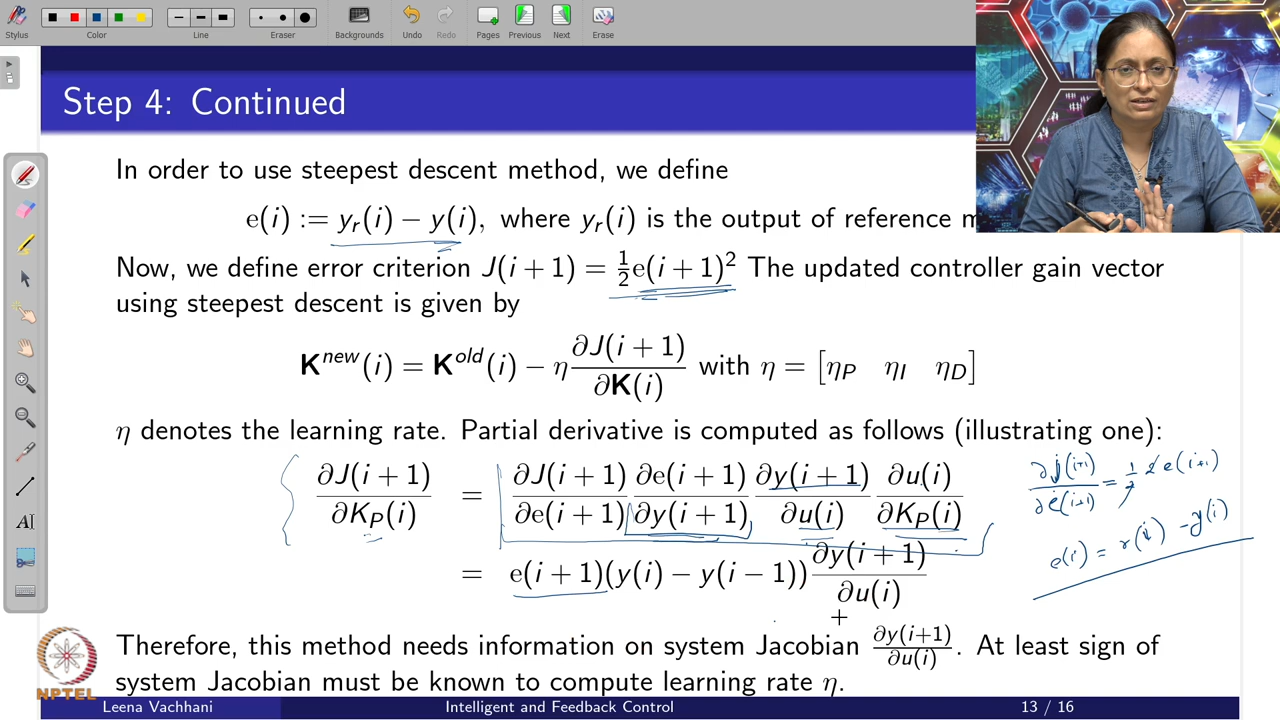 Stylus
Color
Line
Eraser
Backgrounds
Undo
Redo
Pages
Previous
Next
Erase
Step 4: Continued
In order to use steepest descent method, we define
e(i) := y_r(i) − y(i), where y_r(i) is the output of reference m
Now, we define error criterion J(i + 1) = 1/2 e(i + 1)² The updated controller gain vector
using steepest descent is given by
K^new(i) = K^old(i) − η ∂J(i + 1)/∂K(i) with η = [η_P η_I η_D]
η denotes the learning rate. Partial derivative is computed as follows (illustrating one):
∂J(i + 1)/∂K_P(i) = ∂J(i + 1)/∂e(i + 1) ∂e(i + 1)/∂y(i + 1) ∂y(i + 1)/∂u(i) ∂u(i)/∂K_P(i)
∂J(i+1)/∂e(i+1) = 1/2 2 e(i+1)
e(i) = r(i) − y(i)
= e(i + 1)(y(i) − y(i − 1)) ∂y(i + 1)/∂u(i)
+
Therefore, this method needs information on system Jacobian ∂y(i+1)/∂u(i). At least sign of
system Jacobian must be known to compute learning rate η.
NPTEL
Leena Vachhani
Intelligent and Feedback Control
13 / 16